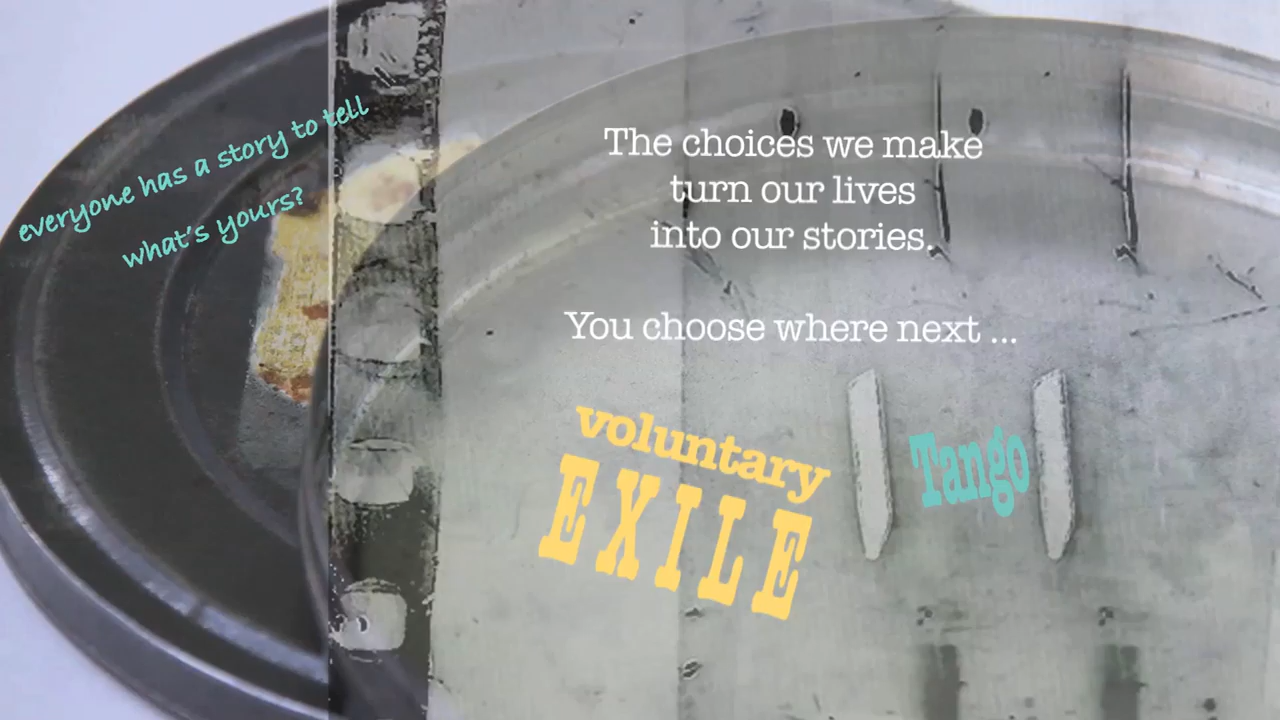 everyone has a story to tell
what's yours?
The choices we make
turn our lives
into our stories.
You choose where next ...
voluntary
EXILE
Tango